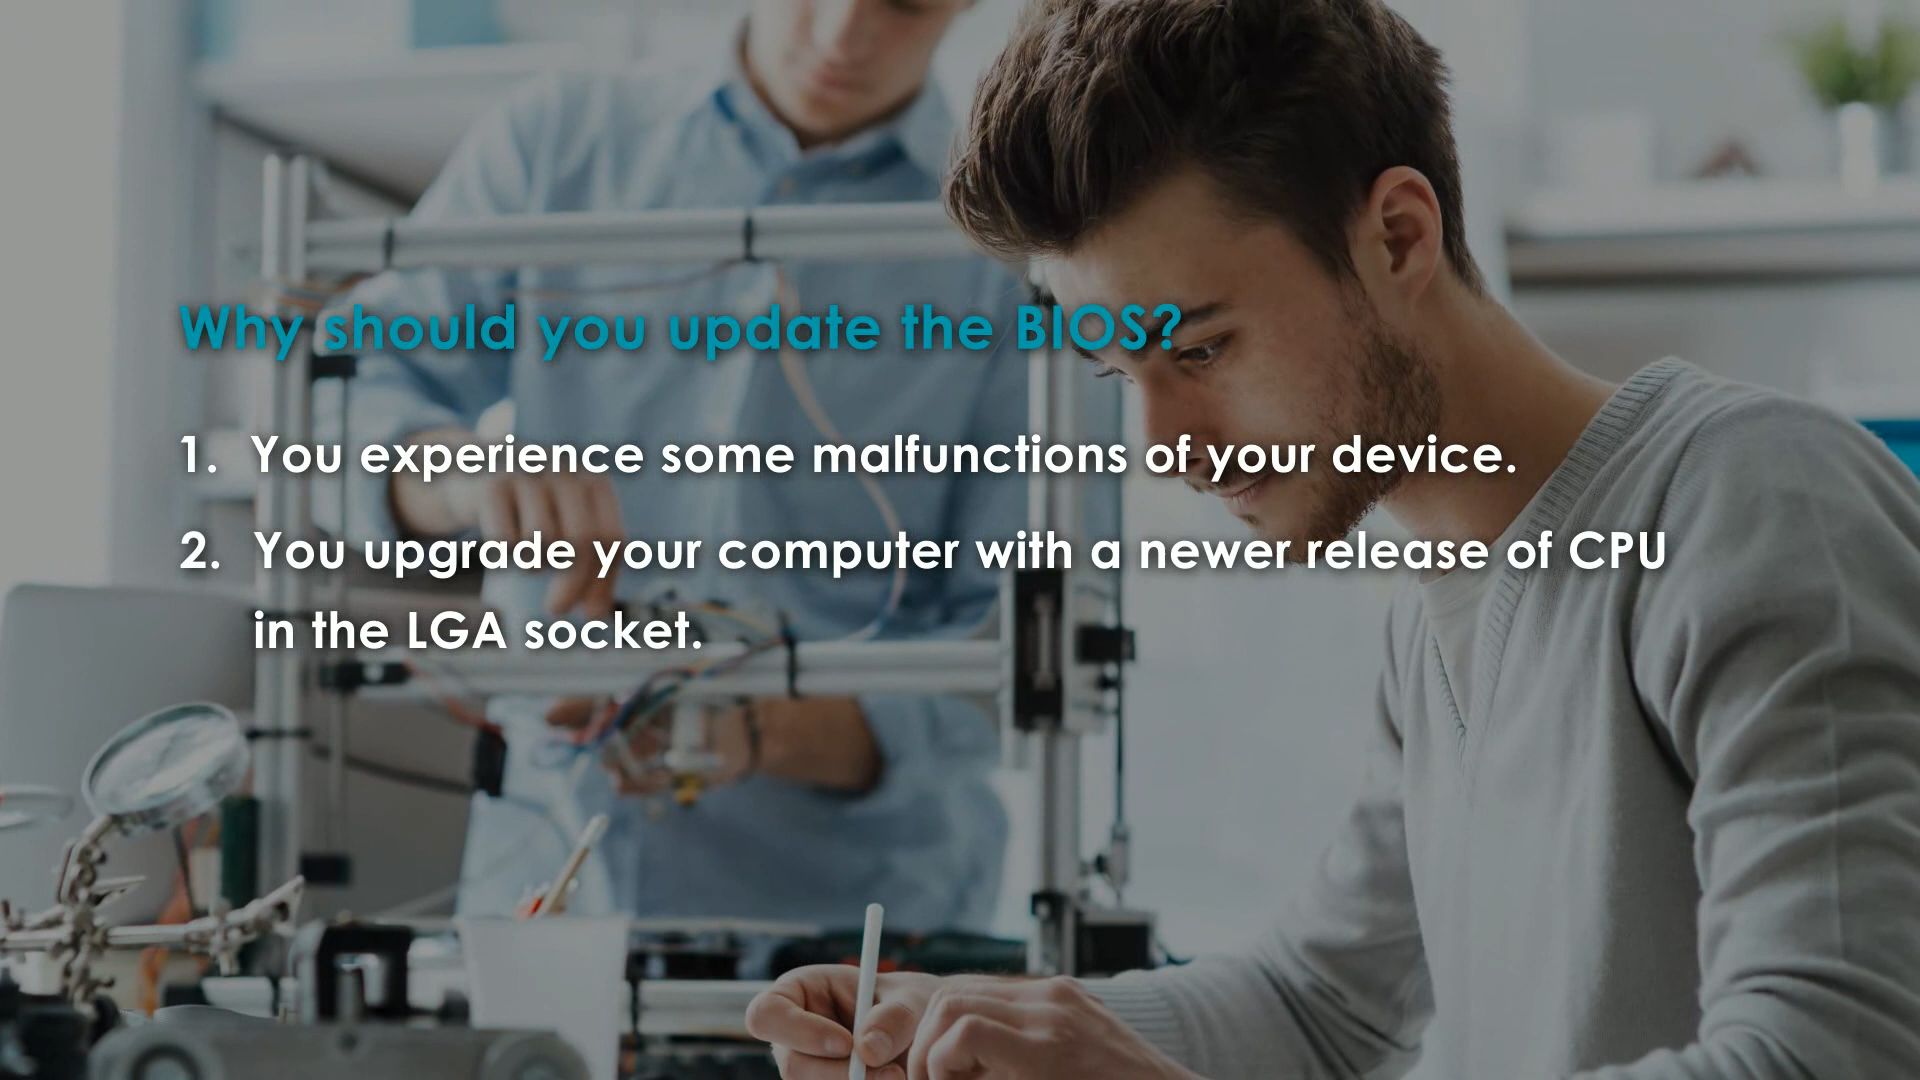 Why should you update the BIOS?
1. You experience some malfunctions of your device.
2. You upgrade your computer with a newer release of CPU
in the LGA socket.